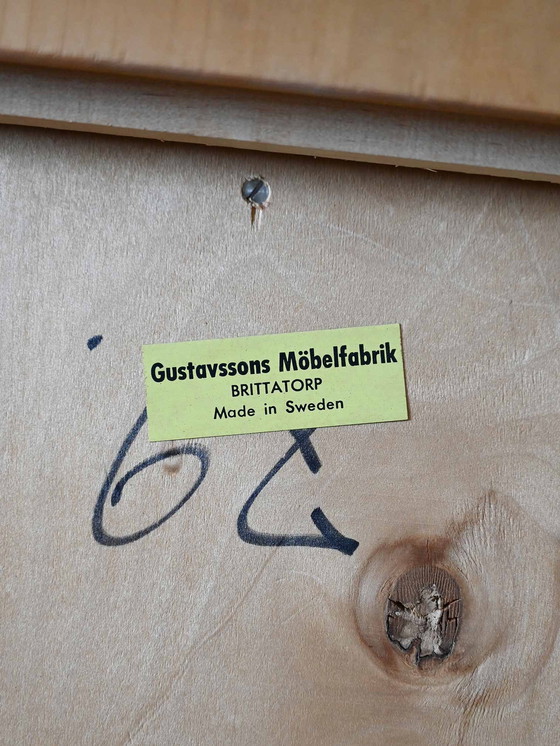 Gustavssons Möbelfabrik
BRITTATORP
Made in Sweden